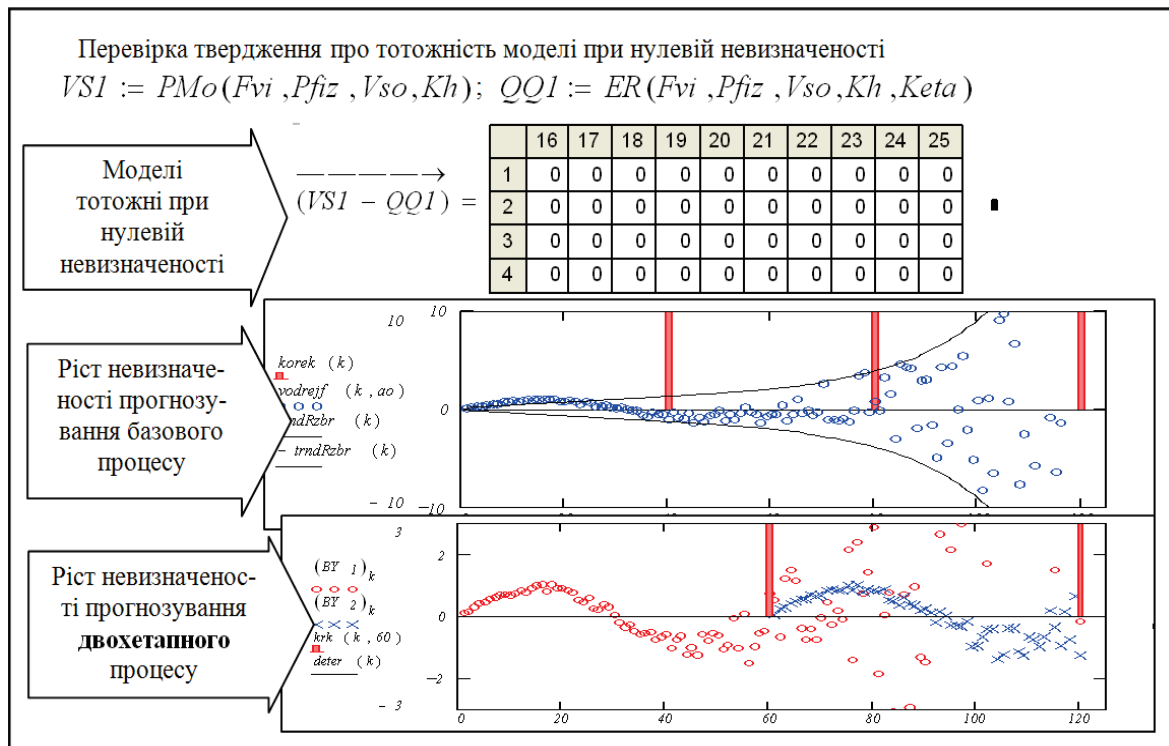 Перевірка твердження про тотожність моделі при нулевій невизначеності
VS1 := PMo(Fvi ,Pfiz ,Vso,Kh); QQ1 := ER(Fvi ,Pfiz ,Vso,Kh ,Keta )
Моделі
тотожні при
нулевій
невизначеності
(VS1 − QQ1) =
16 17 18 19 20 21 22 23 24 25
1 0 0 0 0 0 0 0 0 0 0
2 0 0 0 0 0 0 0 0 0 0
3 0 0 0 0 0 0 0 0 0 0
4 0 0 0 0 0 0 0 0 0 0
Ріст невизначе-
ності прогнозу-
вання базового
процесу
10
korek (k)
vodrejf (k , ao)
ndRzbr (k)
− trndRzbr (k)
− 10
10
0
−10
Ріст невизначенос-
ті прогнозування
двохетапного
процесу
3
(BY 1)k
(BY 2)k
krk (k , 60)
deter (k)
− 3
2
0
−2
0 20 40 60 80 100 120